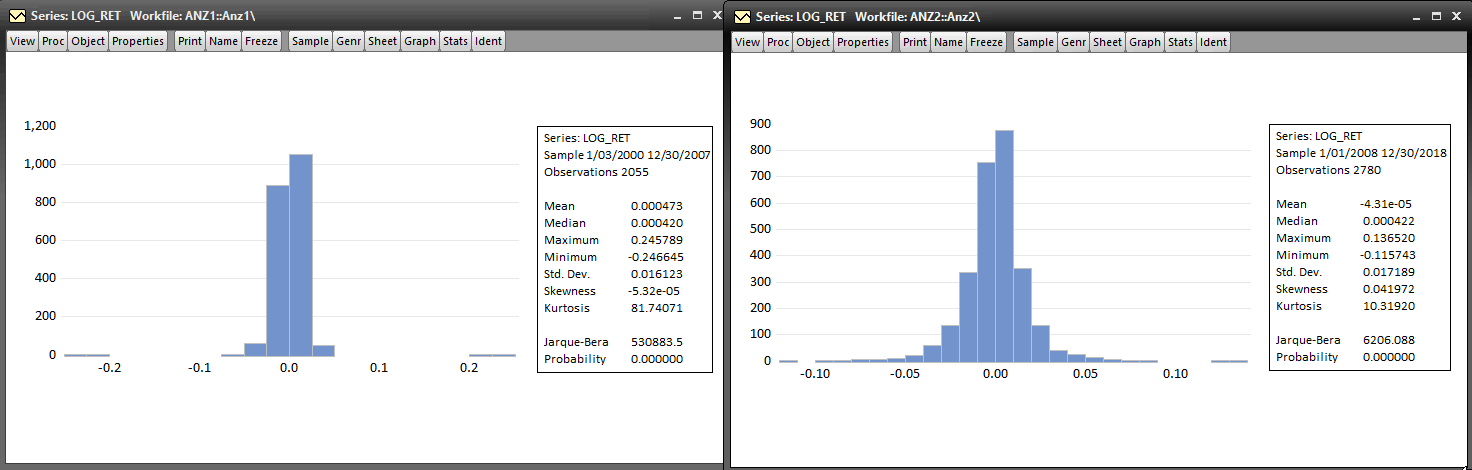 Series: LOG_RET Workfile: ANZ1::Anz1\
View Proc Object Properties Print Name Freeze Sample Genr Sheet Graph Stats Ident
1,200
1,000
800
600
400
200
0
-0.2 -0.1 0.0 0.1 0.2
Series: LOG_RET
Sample 1/03/2000 12/30/2007
Observations 2055
Mean 0.000473
Median 0.000420
Maximum 0.245789
Minimum -0.246645
Std. Dev. 0.016123
Skewness -5.32e-05
Kurtosis 81.74071
Jarque-Bera 530883.5
Probability 0.000000
Series: LOG_RET Workfile: ANZ2::Anz2\
View Proc Object Properties Print Name Freeze Sample Genr Sheet Graph Stats Ident
900
800
700
600
500
400
300
200
100
0
-0.10 -0.05 0.00 0.05 0.10
Series: LOG_RET
Sample 1/01/2008 12/30/2018
Observations 2780
Mean -4.31e-05
Median 0.000422
Maximum 0.136520
Minimum -0.115743
Std. Dev. 0.017189
Skewness 0.041972
Kurtosis 10.31920
Jarque-Bera 6206.088
Probability 0.000000